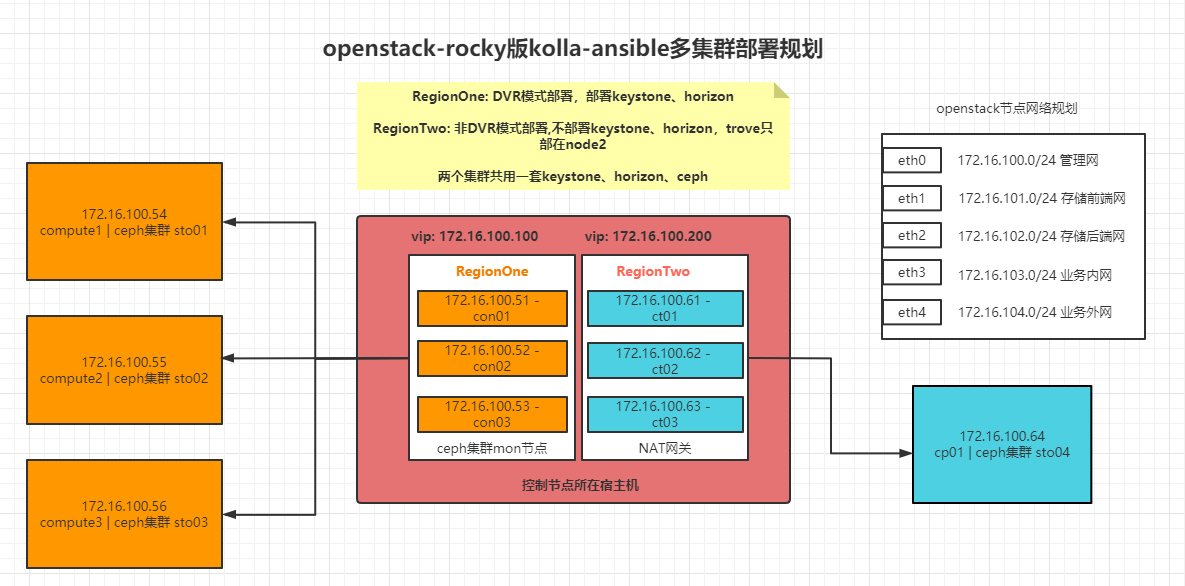 openstack-rocky版kolla-ansible多集群部署规划
RegionOne: DVR模式部署，部署keystone、horizon
RegionTwo: 非DVR模式部署,不部署keystone、horizon，trove只
部在node2
两个集群共用一套keystone、horizon、ceph
openstack节点网络规划
eth0 172.16.100.0/24 管理网
eth1 172.16.101.0/24 存储前端网
eth2 172.16.102.0/24 存储后端网
eth3 172.16.103.0/24 业务内网
eth4 172.16.104.0/24 业务外网
172.16.100.54
compute1 | ceph集群 sto01
172.16.100.55
compute2 | ceph集群 sto02
172.16.100.56
compute3 | ceph集群 sto03
vip: 172.16.100.100
RegionOne
172.16.100.51 -
con01
172.16.100.52 -
con02
172.16.100.53 -
con03
ceph集群mon节点
vip: 172.16.100.200
RegionTwo
172.16.100.61 -
ct01
172.16.100.62 -
ct02
172.16.100.63 -
ct03
NAT网关
控制节点所在宿主机
172.16.100.64
cp01 | ceph集群 sto04